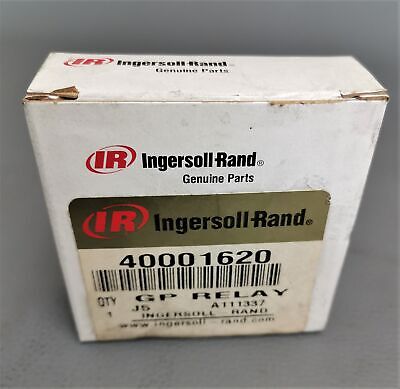 IR Ingersoll-Rand
Genuine Parts
IR Ingersoll-Rand®
Genuine Parts
IR Ingersoll-Rand®
40001620
QTY GP RELAY
1 J5 A111337
INGERSOLL RAND
www.ingersoll-rand.com